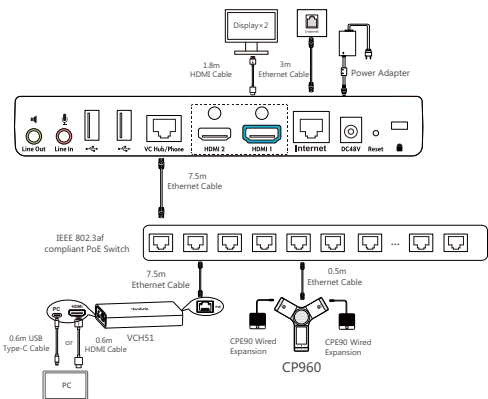 Display×2
Internet
1.8m
HDMI Cable
3m
Ethernet Cable
Power Adapter
Line Out
Line In
VC Hub/Phone
HDMI 2
HDMI 1
Internet
DC48V
Reset
7.5m
Ethernet Cable
IEEE 802.3af
compliant PoE Switch
...
7.5m
Ethernet Cable
0.5m
Ethernet Cable
PC
HDMI
Yealink
PoE
VCH51
0.6m USB
Type-C Cable
or
0.6m
HDMI Cable
CPE90 Wired
Expansion
CPE90 Wired
Expansion
CP960
PC